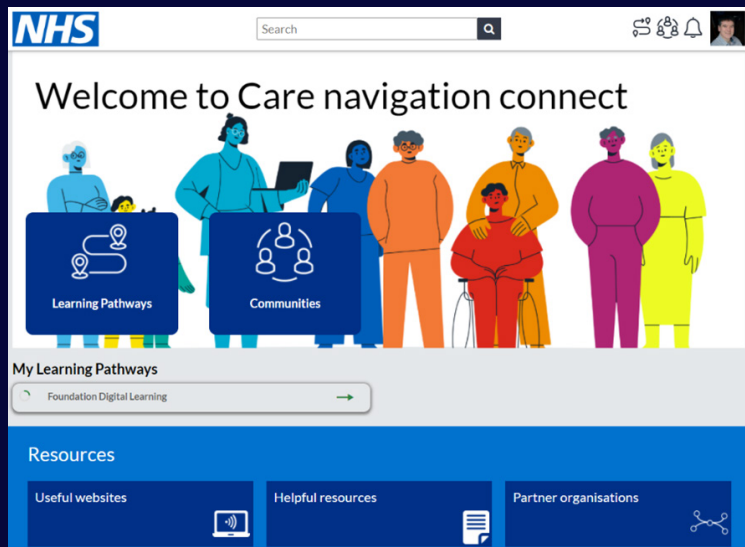 NHS
Search
Welcome to Care navigation connect
Learning Pathways
Communities
My Learning Pathways
Foundation Digital Learning
Resources
Useful websites
Helpful resources
Partner organisations